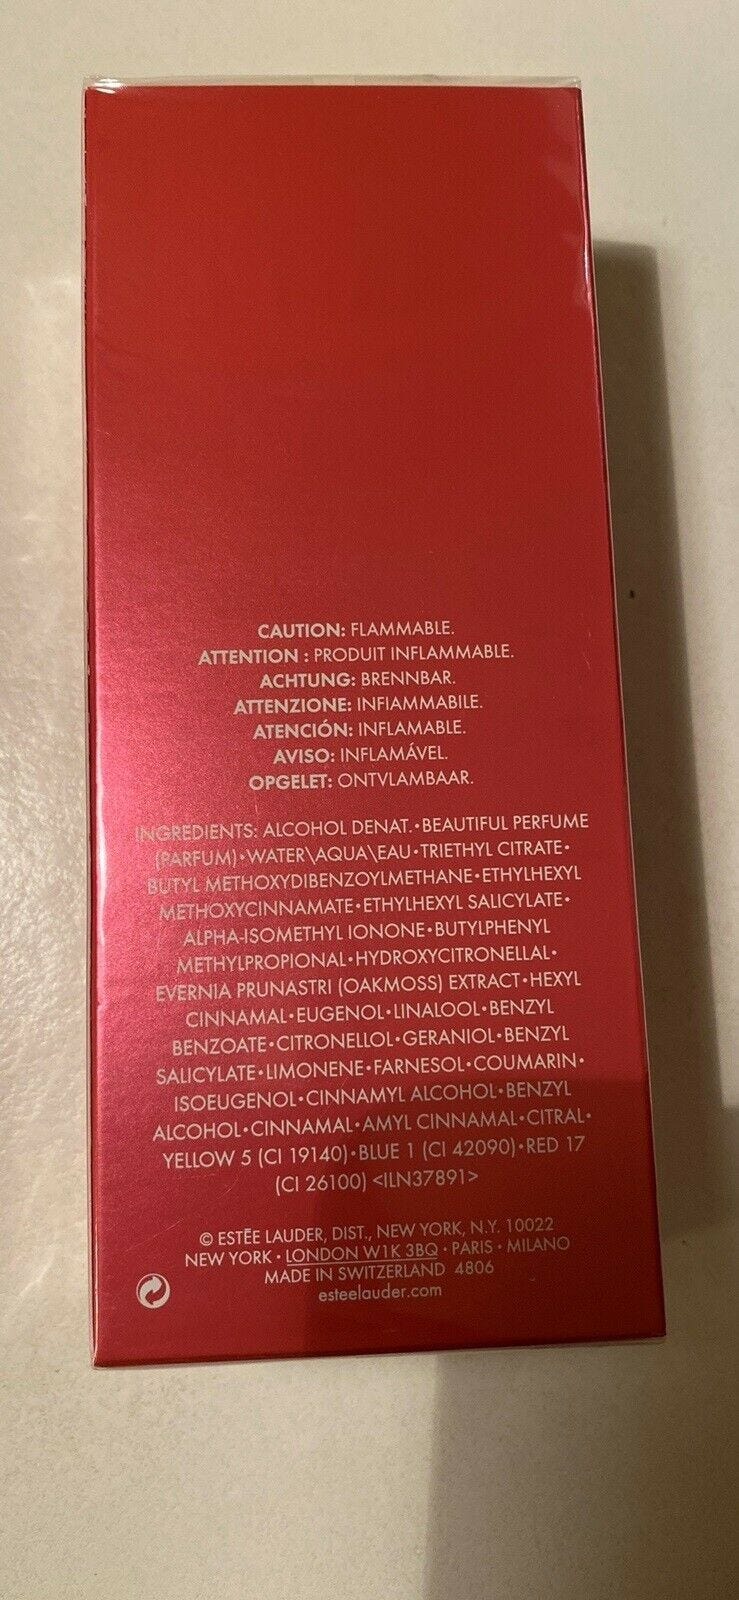 CAUTION: FLAMMABLE.
ATTENTION : PRODUIT INFLAMMABLE.
ACHTUNG: BRENNBAR.
ATTENZIONE: INFIAMMABILE.
ATENCIÓN: INFLAMABLE.
AVISO: INFLAMÁVEL.
OPGELET: ONTVLAMBAAR.
INGREDIENTS: ALCOHOL DENAT.•BEAUTIFUL PERFUME
(PARFUM)•WATER\AQUA\EAU•TRIETHYL CITRATE•
BUTYL METHOXYDIBENZOYLMETHANE•ETHYLHEXYL
METHOXYCINNAMATE•ETHYLHEXYL SALICYLATE•
ALPHA-ISOMETHYL IONONE•BUTYLPHENYL
METHYLPROPIONAL•HYDROXYCITRONELLAL•
EVERNIA PRUNASTRI (OAKMOSS) EXTRACT•HEXYL
CINNAMAL•EUGENOL•LINALOOL•BENZYL
BENZOATE•CITRONELLOL•GERANIOL•BENZYL
SALICYLATE•LIMONENE•FARNESOL•COUMARIN•
ISOEUGENOL•CINNAMYL ALCOHOL•BENZYL
ALCOHOL•CINNAMAL•AMYL CINNAMAL•CITRAL•
YELLOW 5 (CI 19140)•BLUE 1 (CI 42090)•RED 17
(CI 26100) <ILN37891>
© ESTĒE LAUDER, DIST., NEW YORK, N.Y. 10022
NEW YORK • LONDON W1K 3BQ • PARIS • MILANO
MADE IN SWITZERLAND 4806
esteelauder.com